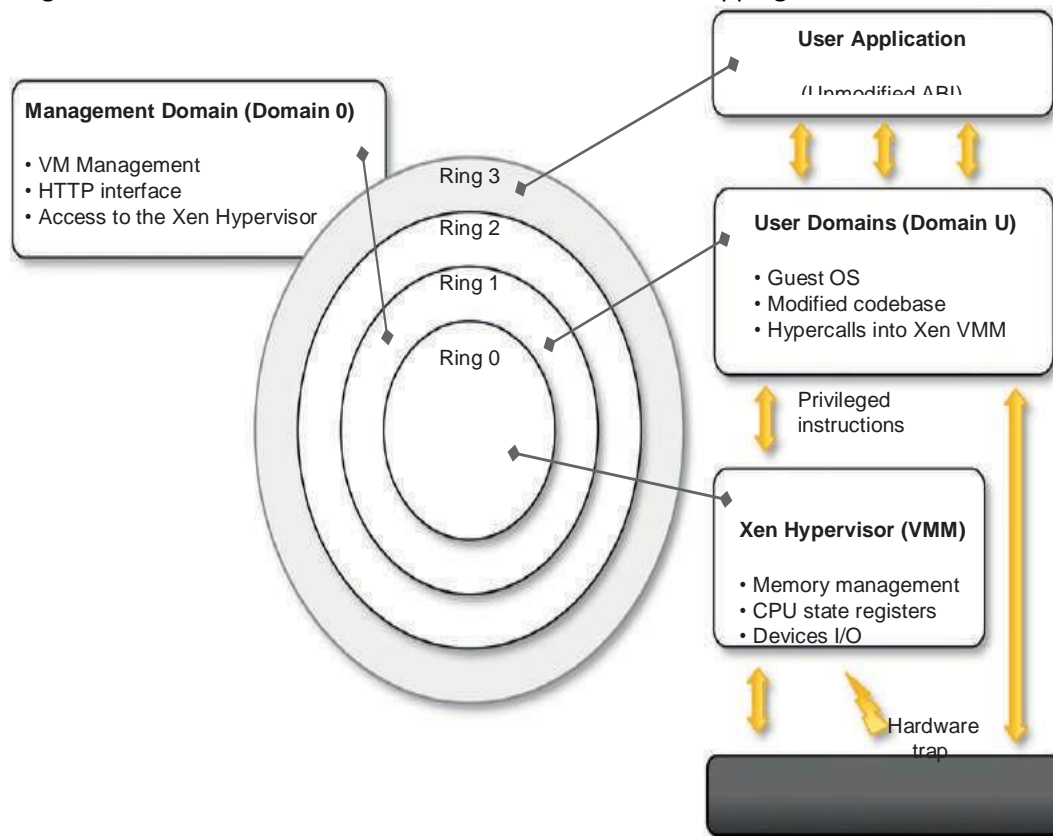 User Application
(Unmodified ABI)
Management Domain (Domain 0)
• VM Management
• HTTP interface
• Access to the Xen Hypervisor
Ring 3
Ring 2
Ring 1
Ring 0
User Domains (Domain U)
• Guest OS
• Modified codebase
• Hypercalls into Xen VMM
Privileged
instructions
Xen Hypervisor (VMM)
• Memory management
• CPU state registers
• Devices I/O
Hardware
trap